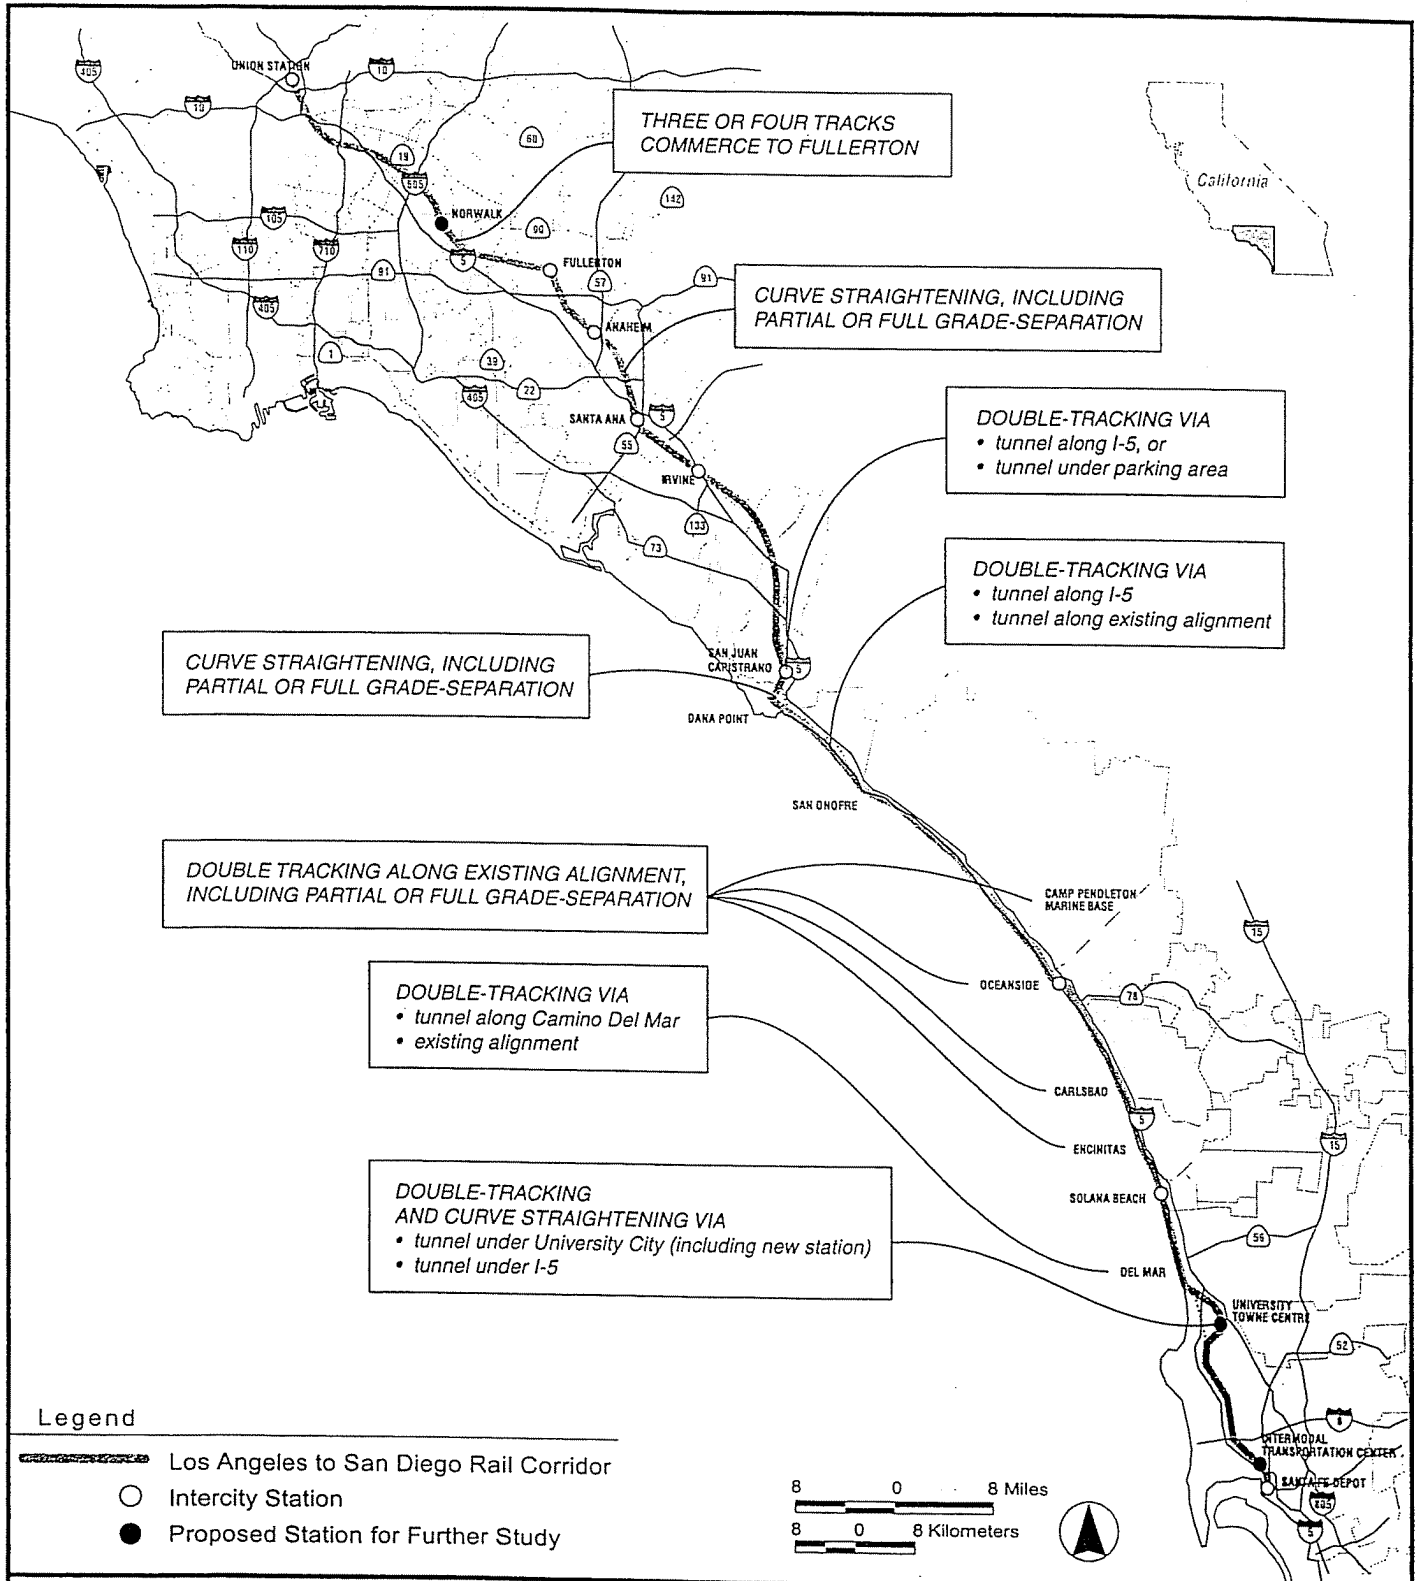 405
UNION STATION
10
10
THREE OR FOUR TRACKS
COMMERCE TO FULLERTON
60
19
605
142
California
NORWALK
105
90
110
710
5
FULLERTON
57
91
91
CURVE STRAIGHTENING, INCLUDING
PARTIAL OR FULL GRADE-SEPARATION
405
ANAHEIM
1
39
22
405
SANTA ANA
5
55
DOUBLE-TRACKING VIA
• tunnel along I-5, or
• tunnel under parking area
IRVINE
133
73
DOUBLE-TRACKING VIA
• tunnel along I-5
• tunnel along existing alignment
CURVE STRAIGHTENING, INCLUDING
PARTIAL OR FULL GRADE-SEPARATION
SAN JUAN
CAPISTRANO
5
DANA POINT
SAN ONOFRE
DOUBLE TRACKING ALONG EXISTING ALIGNMENT,
INCLUDING PARTIAL OR FULL GRADE-SEPARATION
CAMP PENDLETON
MARINE BASE
15
OCEANSIDE
78
DOUBLE-TRACKING VIA
• tunnel along Camino Del Mar
• existing alignment
CARLSBAD
5
ENCINITAS
15
SOLANA BEACH
DOUBLE-TRACKING
AND CURVE STRAIGHTENING VIA
• tunnel under University City (including new station)
• tunnel under I-5
56
DEL MAR
UNIVERSITY
TOWNE CENTRE
52
8
INTERMODAL
TRANSPORTATION CENTER
SANTA FE DEPOT
805
5
Legend
Los Angeles to San Diego Rail Corridor
Intercity Station
Proposed Station for Further Study
8 0 8 Miles
8 0 8 Kilometers